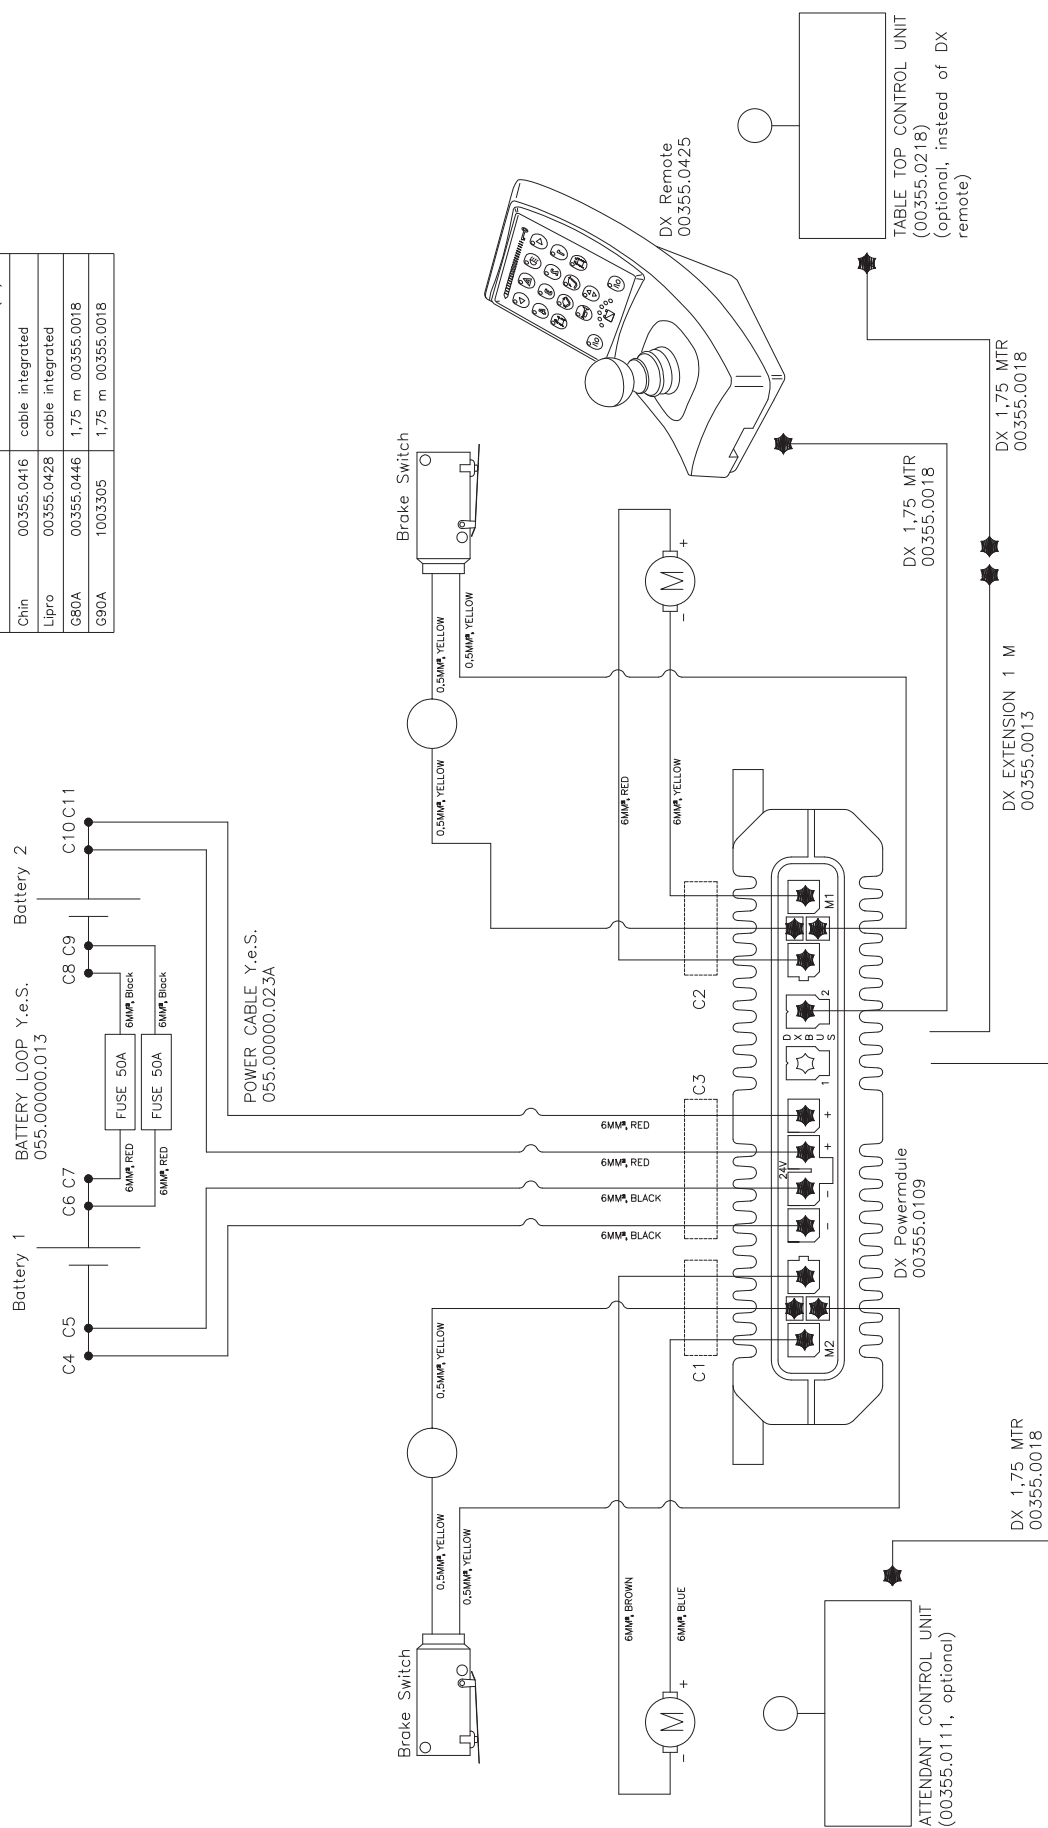 Chin 00355.0416 cable integrated
Lipro 00355.0428 cable integrated
G80A 00355.0446 1,75 m 00355.0018
G90A 1003305 1,75 m 00355.0018
Battery 1
BATTERY LOOP Y.e.S.
055.00000.013
Battery 2
C4 C5
C6 C7
C8 C9
C10 C11
FUSE 50A
FUSE 50A
6MM², RED
6MM², RED
6MM², Black
6MM², Black
POWER CABLE Y.e.S.
055.00000.023A
Brake Switch
Brake Switch
0,5MM², YELLOW
0,5MM², YELLOW
0,5MM², YELLOW
0,5MM², YELLOW
0,5MM², YELLOW
0,5MM², YELLOW
6MM², BLACK
6MM², BLACK
6MM², RED
6MM², RED
6MM², BROWN
6MM², BLUE
6MM², RED
6MM², YELLOW
M
- +
M
- +
C1
C3
C2
M2
- - + +
24V
1
DX BUS
2
M1
DX Powermdule
00355.0109
DX Remote
00355.0425
TABLE TOP CONTROL UNIT
(00355.0218)
(optional, instead of DX
remote)
DX 1,75 MTR
00355.0018
DX 1,75 MTR
00355.0018
DX EXTENSION 1 M
00355.0013
ATTENDANT CONTROL UNIT
(00355.0111, optional)
DX 1,75 MTR
00355.0018